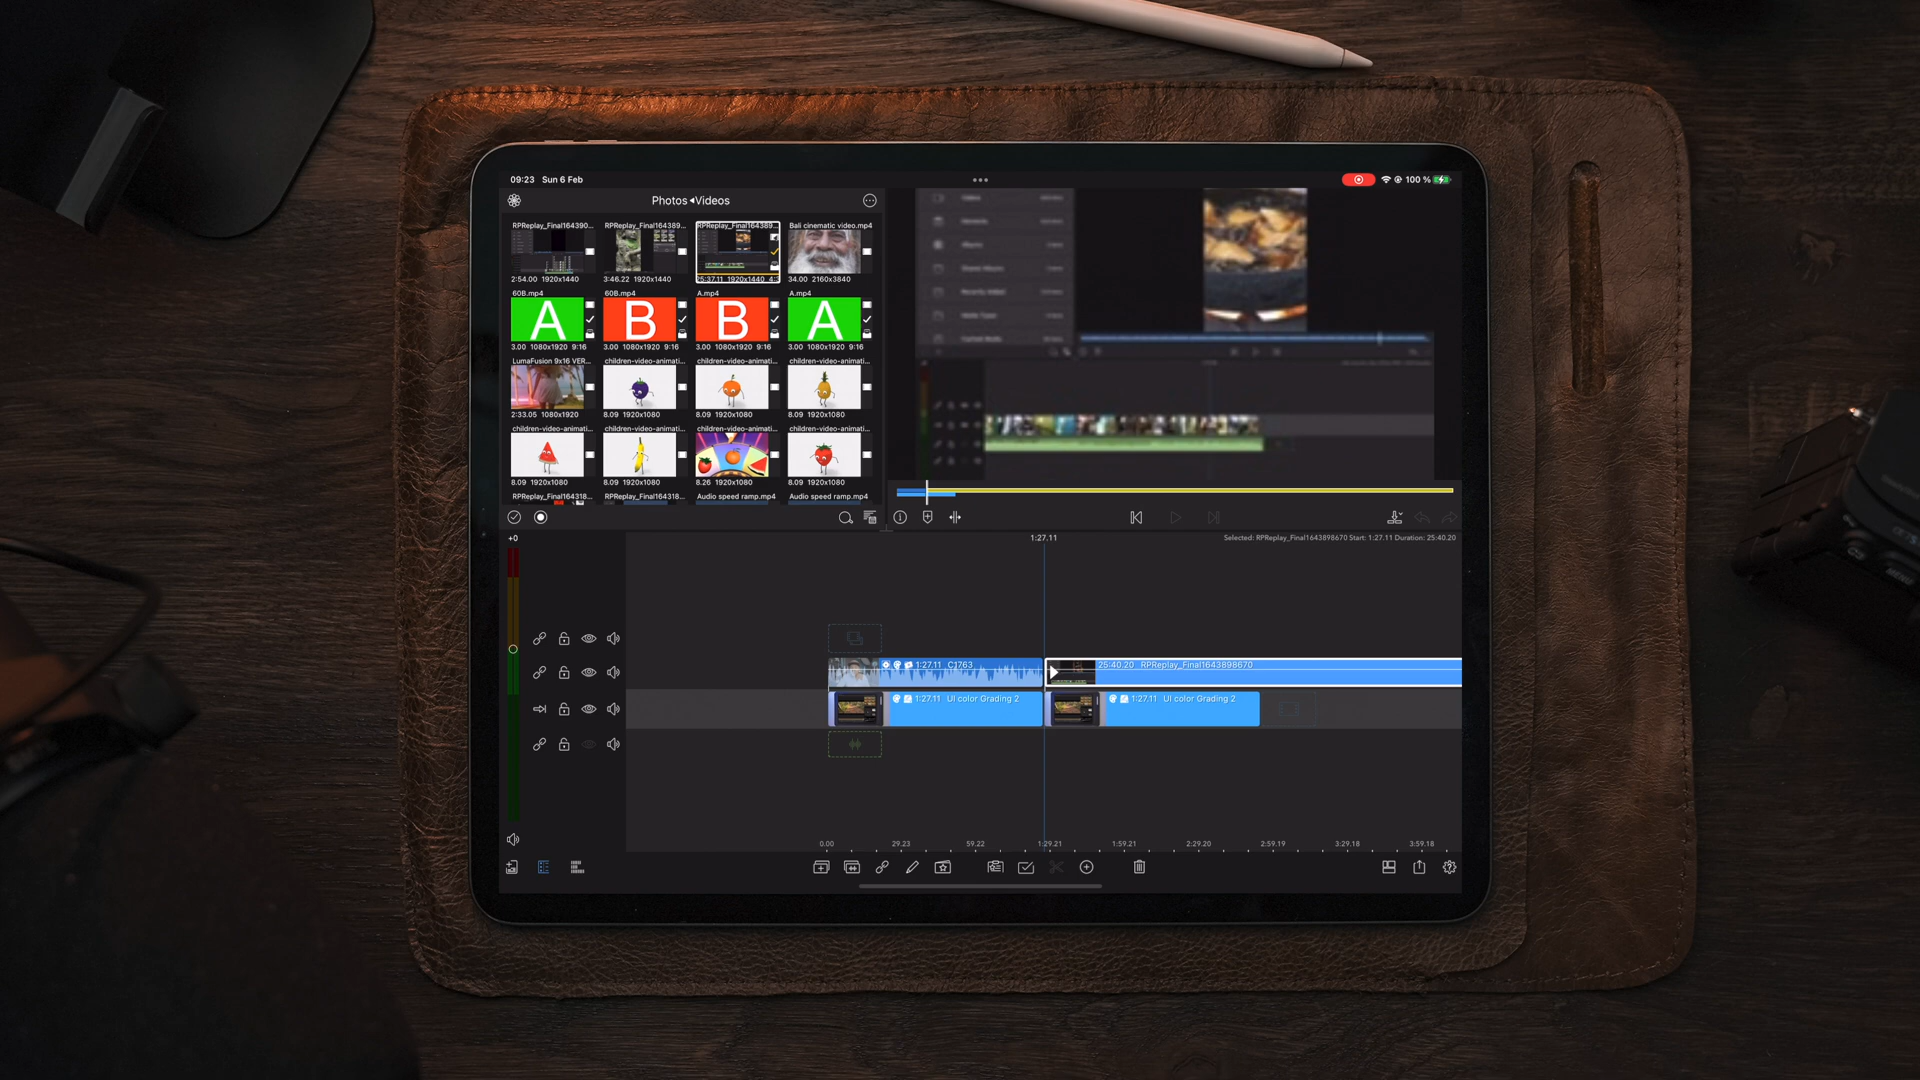 09:23 Sun 6 Feb
100 %
Photos Videos
RPReplay_Final164390... RPReplay_Final164389... RPReplay_Final164389... Bali cinematic video.mp4
2:54.00 1920x1440 3:46.22 1920x1440 25:37.11 1920x1440 34.00 2160x3840
60B.mp4 60B.mp4 A.mp4 A.mp4
A B B A
3.00 1080x1920 9:16 3.00 1080x1920 9:16 3.00 1080x1920 9:16 3.00 1080x1920 9:16
LumaFusion 9x16 VER... children-video-animati... children-video-animati... children-video-animati...
2:33.05 1080x1920 8.09 1920x1080 8.09 1920x1080 8.09 1920x1080
children-video-animati... children-video-animati... children-video-animati... children-video-animati...
8.09 1920x1080 8.09 1920x1080 8.26 1920x1080 8.09 1920x1080
RPReplay_Final164318... RPReplay_Final164318... Audio speed ramp.mp4 Audio speed ramp.mp4
+0
1:27.11
Selected: RPReplay_Final1643898670 Start: 1:27.11 Duration: 25:40.20
1:27.11 C1763
25:40.20 RPReplay_Final1643898670
1:27.11 UI color Grading 2
1:27.11 UI color Grading 2
0.00 29.23 59.22 1:29.21 1:59.21 2:29.20 2:59.19 3:29.18 3:59.18
MENU